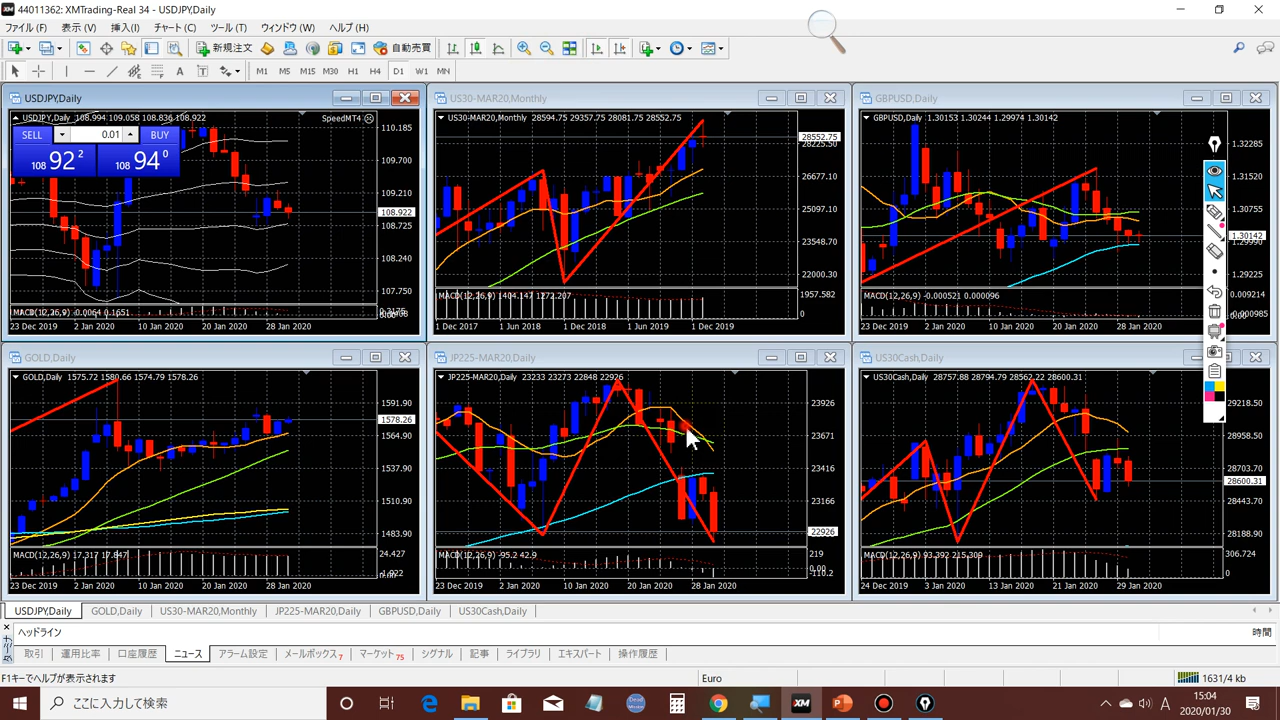 44011362: XMTrading-Real 34 - USDJPY,Daily
ファイル (F) 表示 (V) 挿入(I) チャート (C) ツール (T) ウィンドウ (W) ヘルプ (H)
新規注文 自動売買
M1 M5 M15 M30 H1 H4 D1 W1 MN
USDJPY,Daily
USDJPY,Daily 108.994 109.058 108.836 108.922
SpeedMT4
SELL 0.01 BUY
108 92 2 108 94 0
110.185
109.700
109.210
108.922
108.725
108.240
107.750
MACD(12,26,9) -0.0064 0.1651
23 Dec 2019 2 Jan 2020 10 Jan 2020 20 Jan 2020 28 Jan 2020
US30-MAR20,Monthly
US30-MAR20,Monthly 28594.75 29357.75 28081.75 28552.75
28552.75
28225.50
26677.10
25097.10
23548.70
22000.30
MACD(12,26,9) 1404.147 1272.207
1957.582
0
1 Dec 2017 1 Jun 2018 1 Dec 2018 1 Jun 2019 1 Dec 2019
GBPUSD,Daily
GBPUSD,Daily 1.30153 1.30244 1.29974 1.30142
1.32285
1.31520
1.30755
1.30142
1.29990
1.29225
MACD(12,26,9) -0.000521 0.000096
0.009214
23 Dec 2019 2 Jan 2020 10 Jan 2020 20 Jan 2020 28 Jan 2020
GOLD,Daily
GOLD,Daily 1575.72 1580.66 1574.79 1578.26
1591.90
1578.26
1564.90
1537.90
1510.90
1483.90
MACD(12,26,9) 17.317 17.847
24.427
23 Dec 2019 2 Jan 2020 10 Jan 2020 20 Jan 2020 28 Jan 2020
JP225-MAR20,Daily
JP225-MAR20,Daily 23233 23273 22848 22926
23926
23671
23416
23166
22926
MACD(12,26,9) -95.2 42.9
219
0.00
-110.2
23 Dec 2019 2 Jan 2020 10 Jan 2020 20 Jan 2020 28 Jan 2020
US30Cash,Daily
US30Cash,Daily 28757.88 28794.79 28562.22 28600.31
29218.50
28958.50
28703.50
28600.31
28443.70
28188.90
MACD(12,26,9) 93.392 215.309
306.724
0
24 Dec 2019 3 Jan 2020 13 Jan 2020 21 Jan 2020 29 Jan 2020
USDJPY,Daily GOLD,Daily US30-MAR20,Monthly JP225-MAR20,Daily GBPUSD,Daily US30Cash,Daily
ヘッドライン 時間
取引 運用比率 口座履歴 ニュース アラーム設定 メールボックス 7 マーケット 75 シグナル 記事 ライブラリ エキスパート 操作履歴
F1キーでヘルプが表示されます Euro 1631/4 kb
ここに入力して検索
15:04
2020/01/30